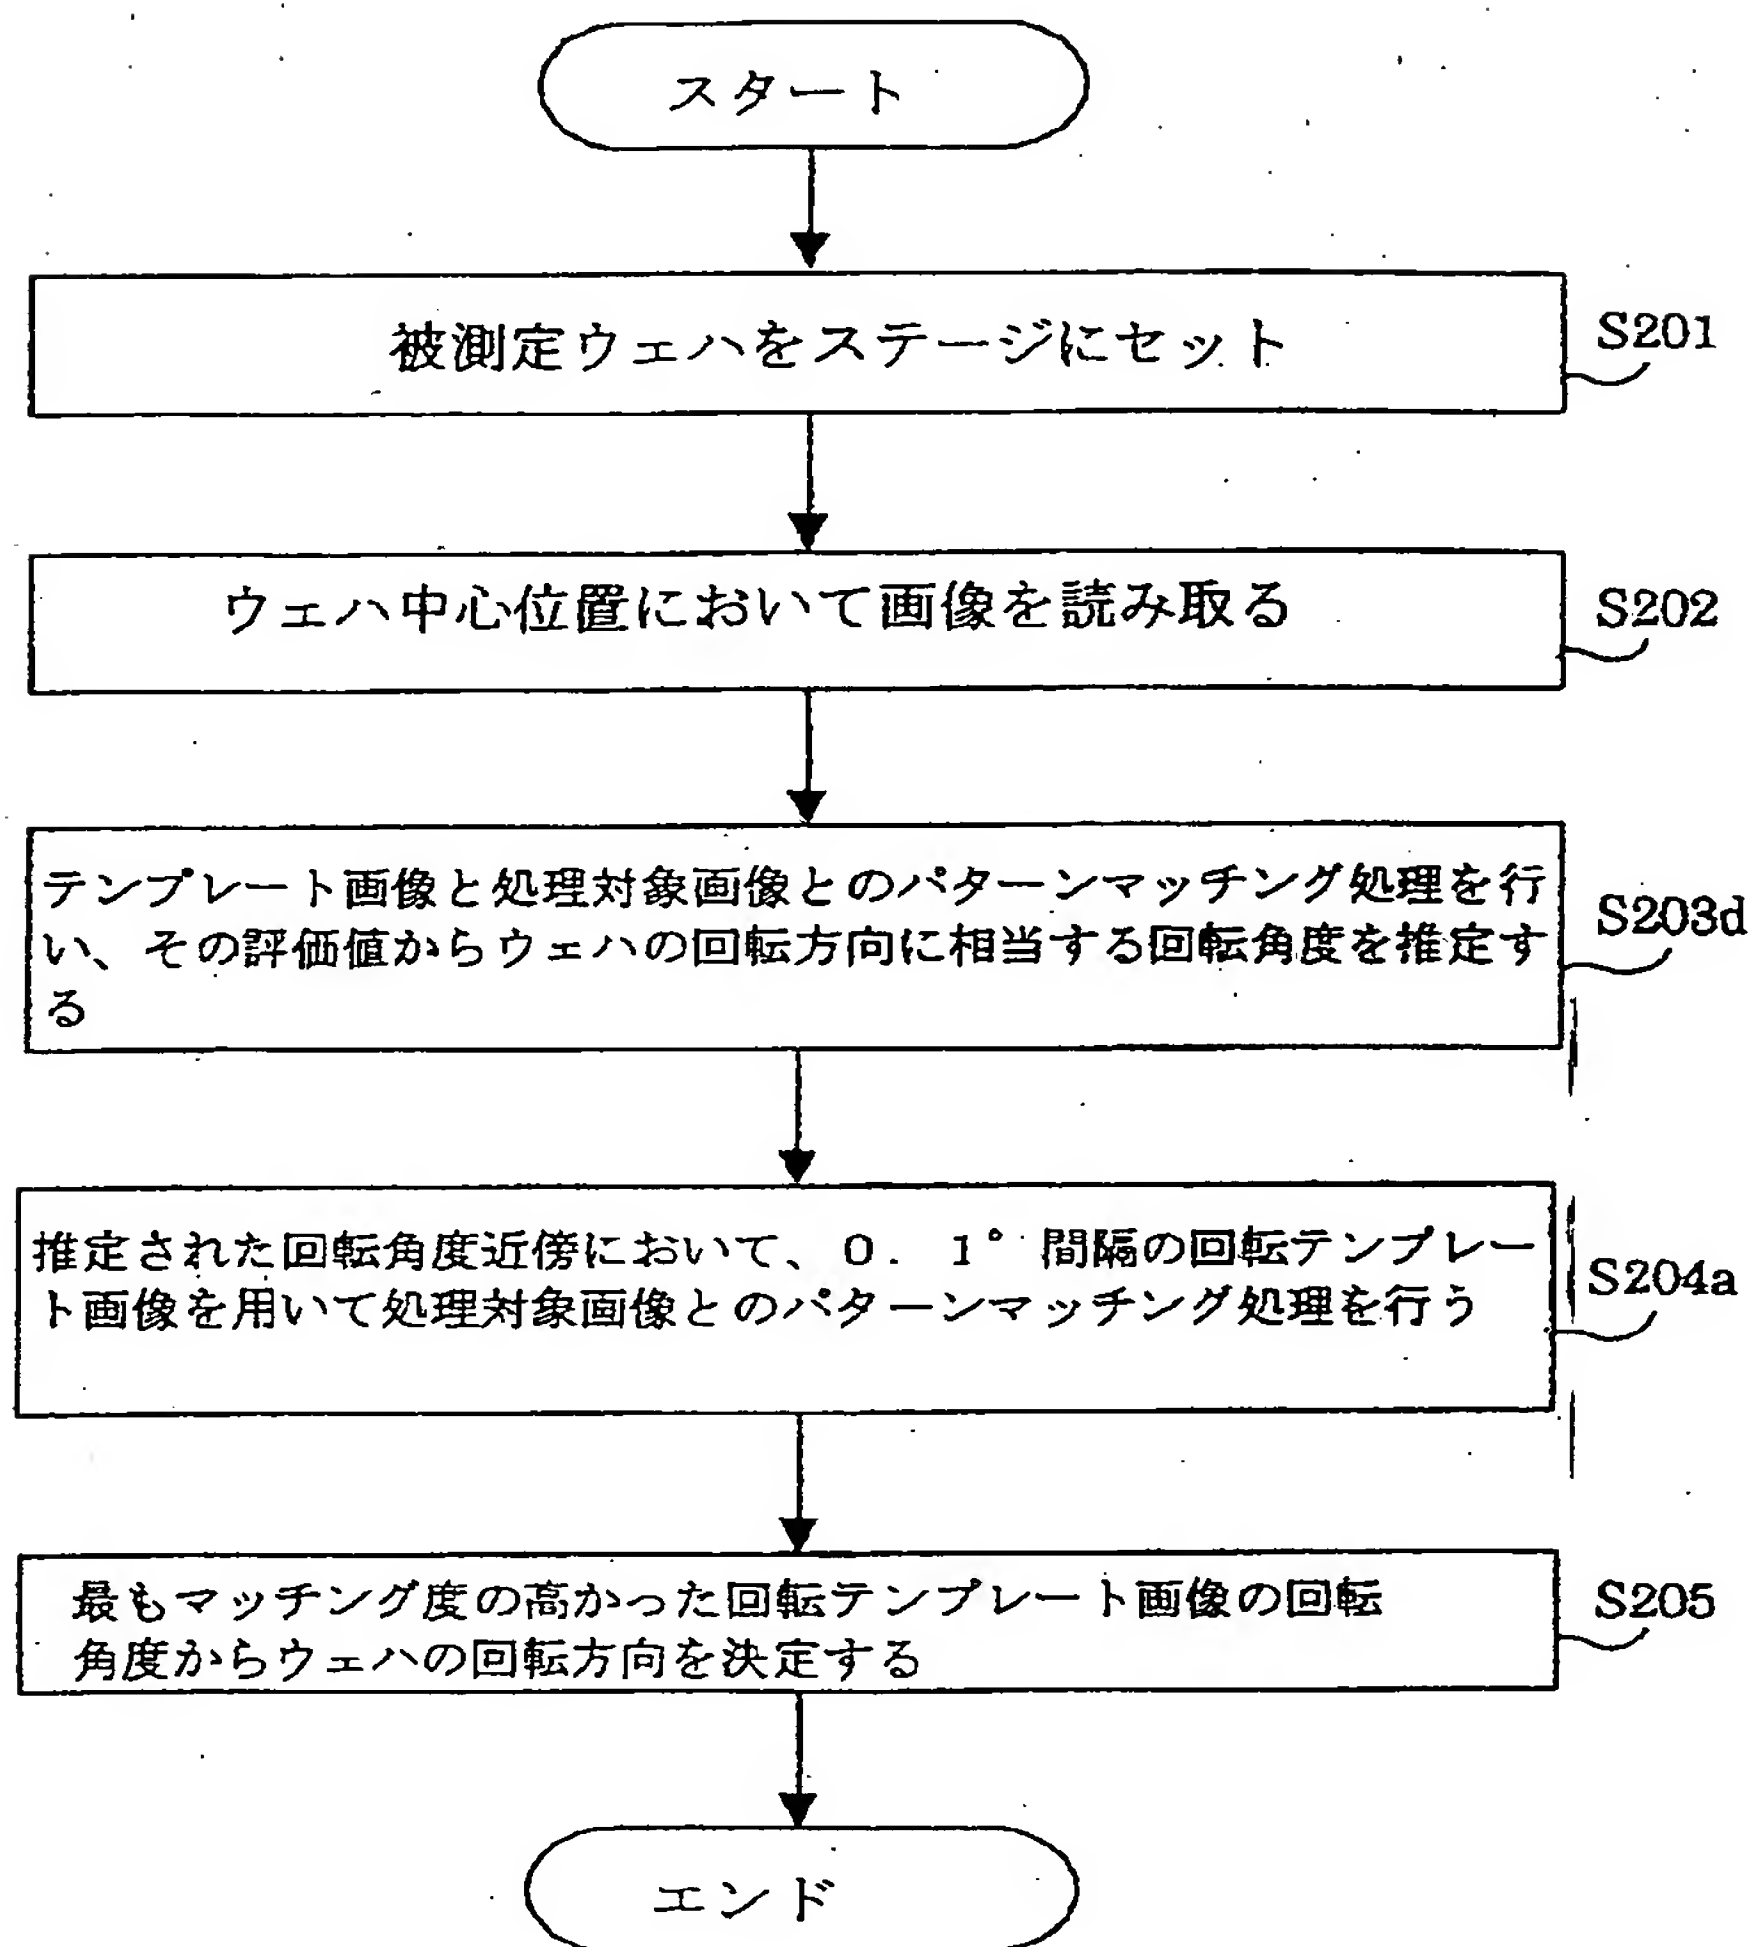 スタート
被測定ウェハをステージにセット
S201
ウェハ中心位置において画像を読み取る
S202
テンプレート画像と処理対象画像とのパターンマッチング処理を行
い、その評価値からウェハの回転方向に相当する回転角度を推定す
る
S203d
推定された回転角度近傍において、０．１°間隔の回転テンプレー
ト画像を用いて処理対象画像とのパターンマッチング処理を行う
S204a
最もマッチング度の高かった回転テンプレート画像の回転
角度からウェハの回転方向を決定する
S205
エンド